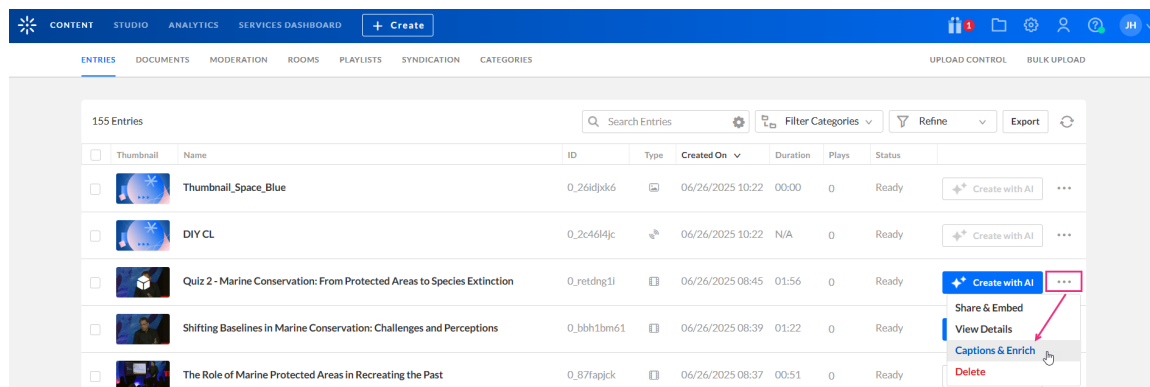 CONTENT STUDIO ANALYTICS SERVICES DASHBOARD + Create 1 JH
ENTRIES DOCUMENTS MODERATION ROOMS PLAYLISTS SYNDICATION CATEGORIES UPLOAD CONTROL BULK UPLOAD
155 Entries Search Entries Filter Categories Refine Export
Thumbnail Name ID Type Created On Duration Plays Status
Thumbnail_Space_Blue 0_26idjxk6 06/26/2025 10:22 00:00 0 Ready Create with AI
DIY CL 0_2c46l4jc 06/26/2025 10:22 N/A 0 Ready Create with AI
Quiz 2 - Marine Conservation: From Protected Areas to Species Extinction 0_retdng1i 06/26/2025 08:45 01:56 0 Ready Create with AI
Share & Embed
Shifting Baselines in Marine Conservation: Challenges and Perceptions 0_bbh1bm61 06/26/2025 08:39 01:22 0 Ready View Details
Captions & Enrich
The Role of Marine Protected Areas in Recreating the Past 0_87fapjck 06/26/2025 08:37 00:51 0 Ready Delete